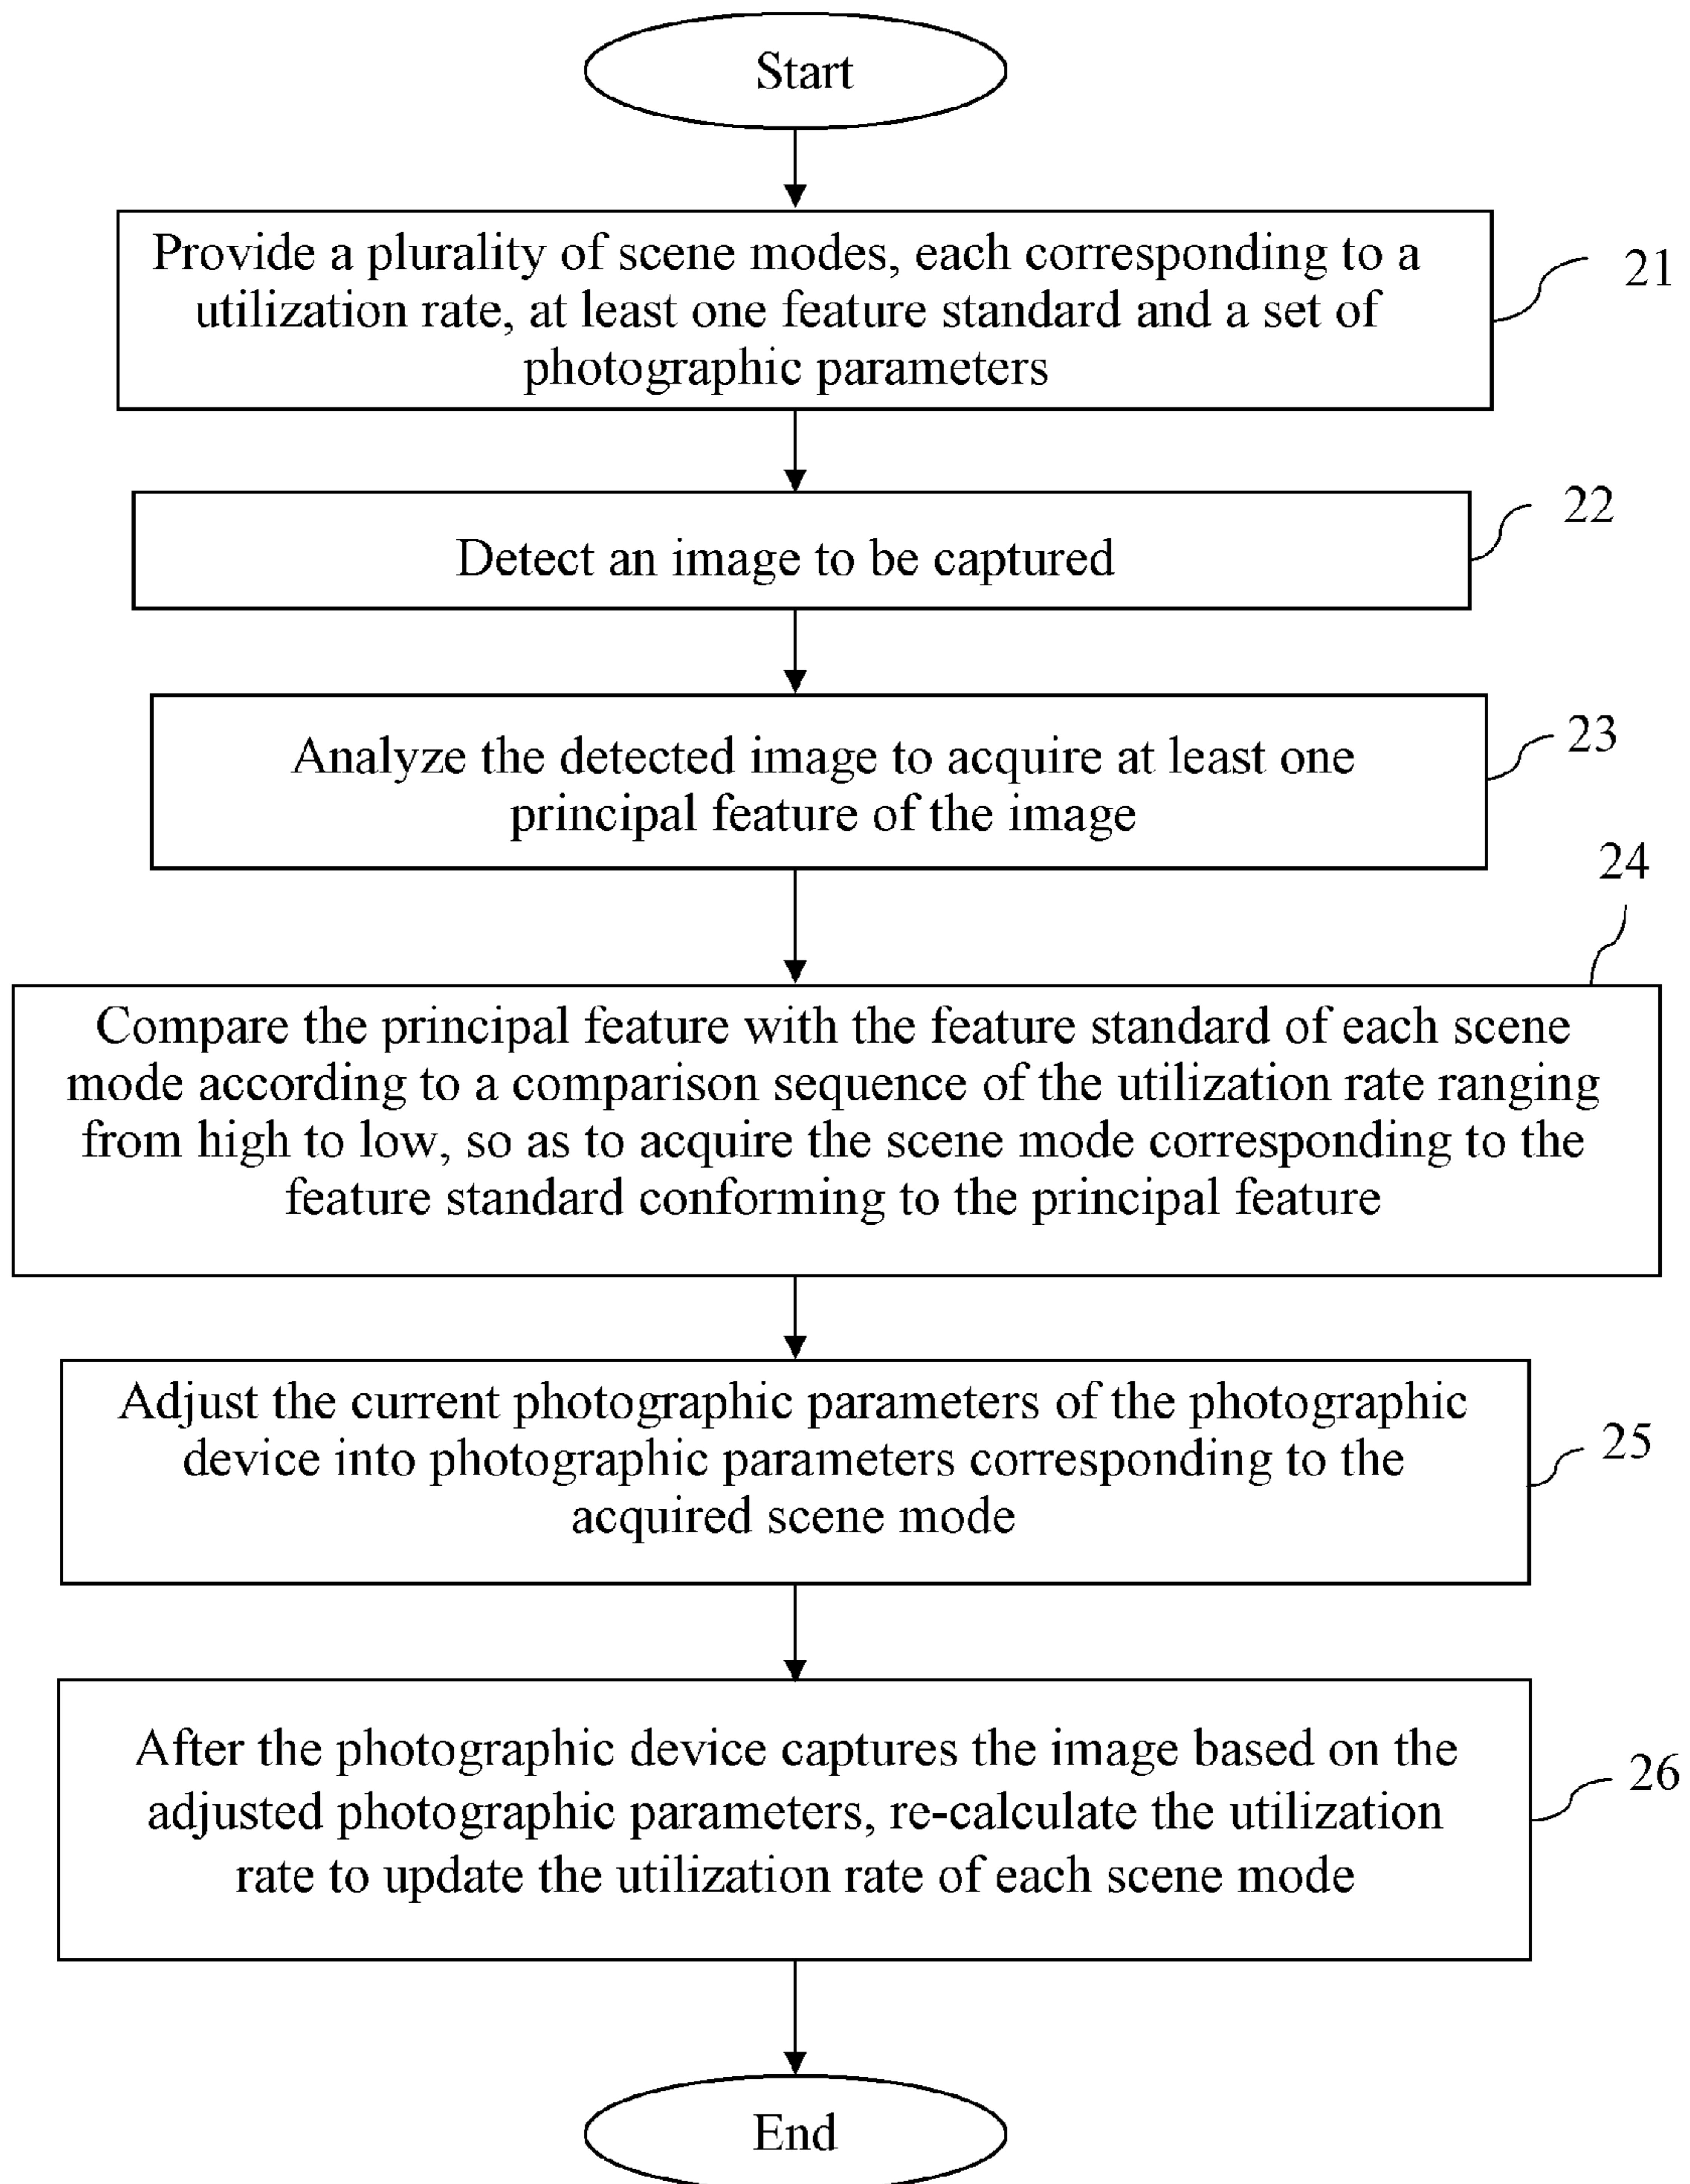 Start
Provide a plurality of scene modes, each corresponding to a
utilization rate, at least one feature standard and a set of
photographic parameters
21
Detect an image to be captured
22
Analyze the detected image to acquire at least one
principal feature of the image
23
24
Compare the principal feature with the feature standard of each scene
mode according to a comparison sequence of the utilization rate ranging
from high to low, so as to acquire the scene mode corresponding to the
feature standard conforming to the principal feature
Adjust the current photographic parameters of the photographic
device into photographic parameters corresponding to the
acquired scene mode
25
After the photographic device captures the image based on the
adjusted photographic parameters, re-calculate the utilization
rate to update the utilization rate of each scene mode
26
End